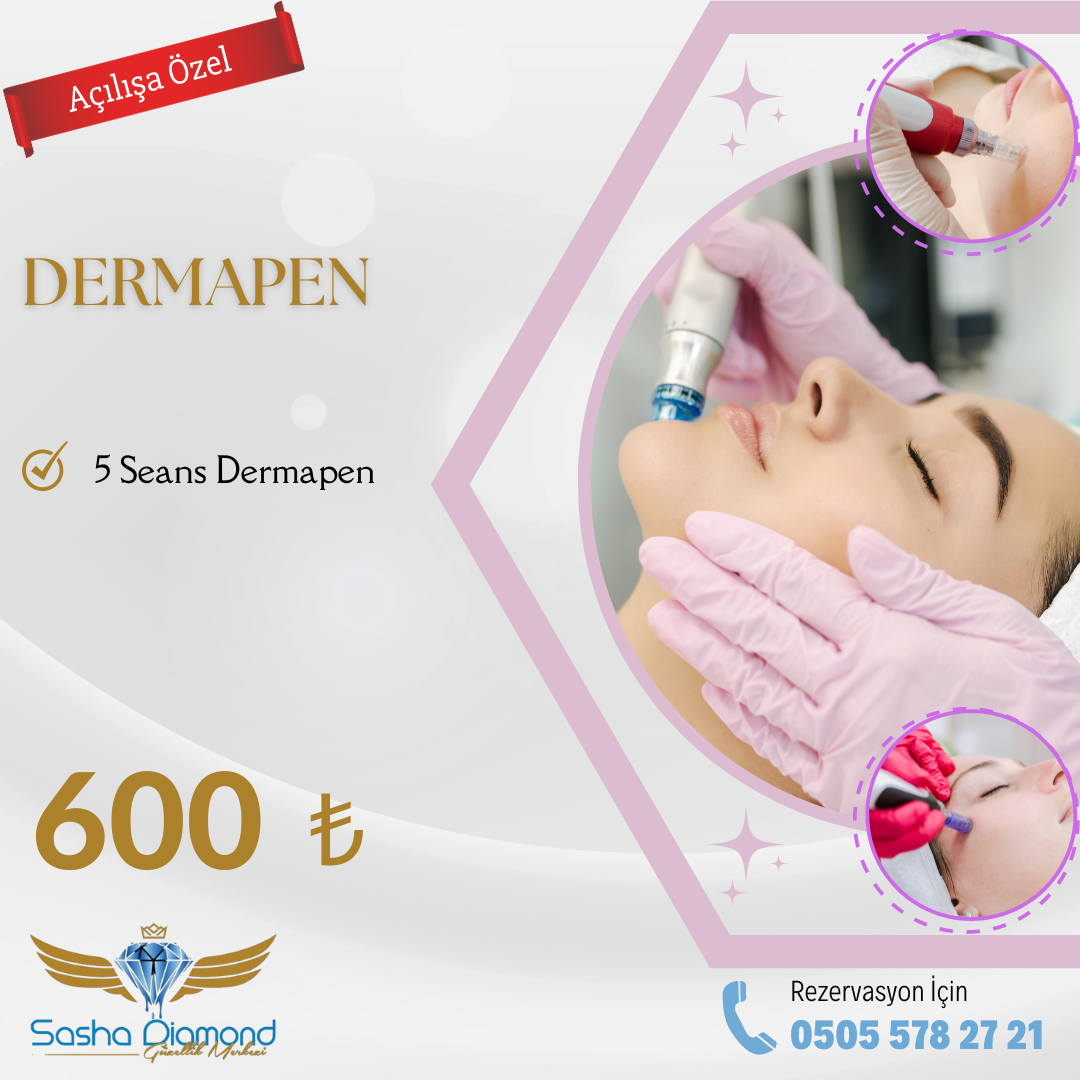 Açılışa Özel
DERMAPEN
5 Seans Dermapen
600 ₺
Sasha Diamond
Güzellik Merkezi
Rezervasyon İçin
0505 578 27 21